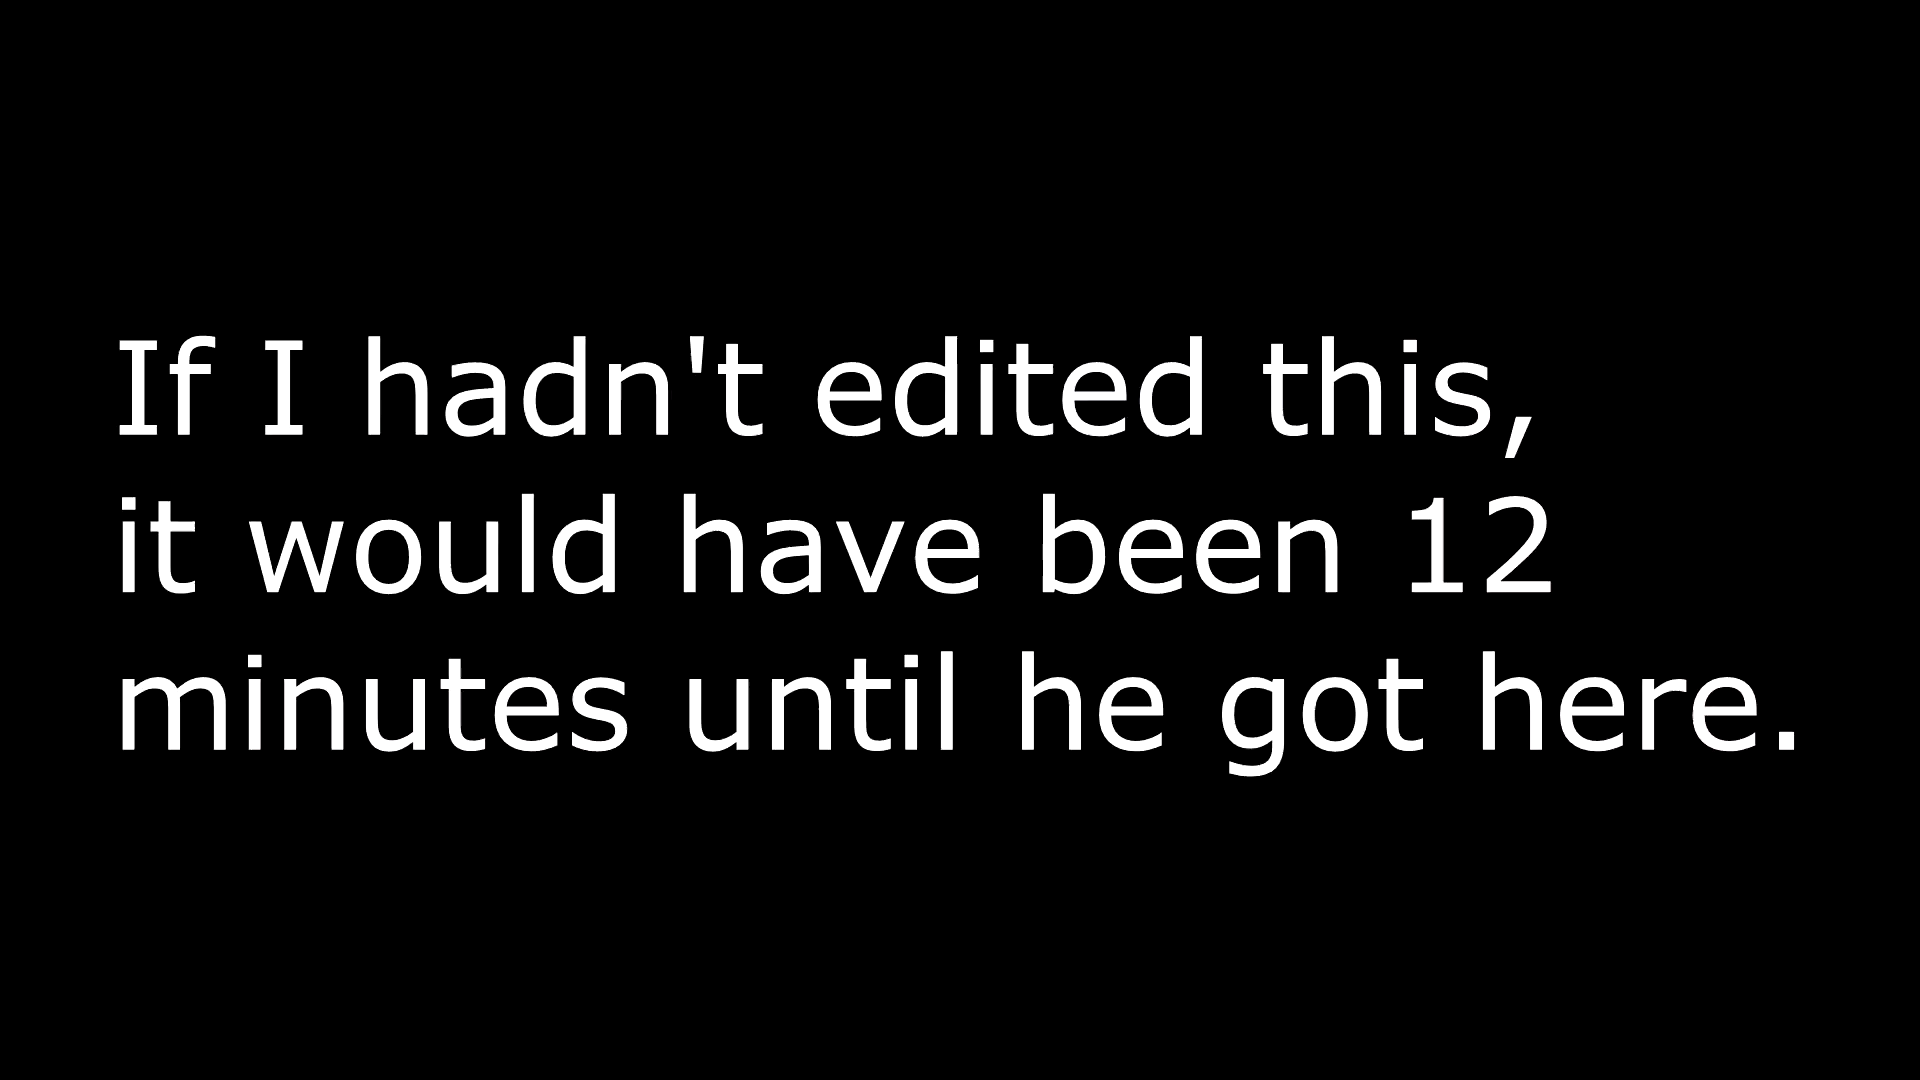 If I hadn't edited this,
it would have been 12
minutes until he got here.